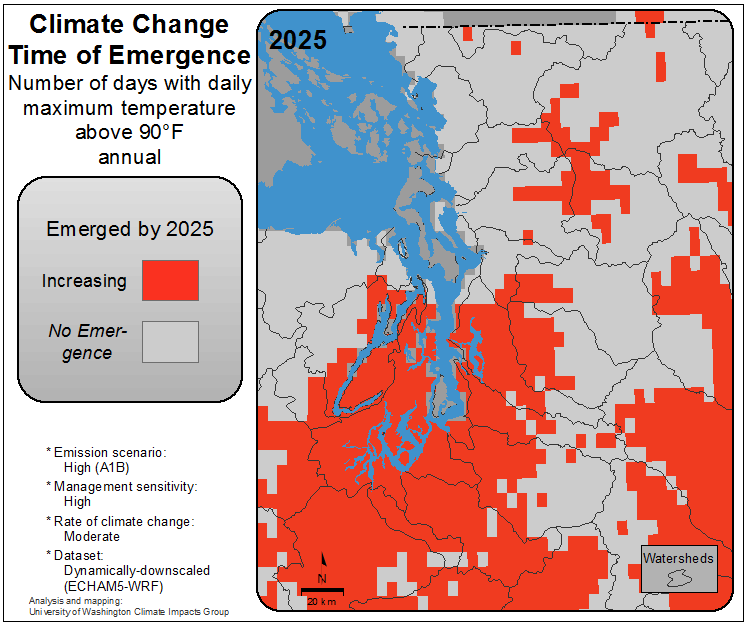 Climate Change
Time of Emergence
Number of days with daily
maximum temperature
above 90°F
annual
Emerged by 2025
Increasing
No Emer-
gence
* Emission scenario:
High (A1B)
* Management sensitivity:
High
* Rate of climate change:
Moderate
* Dataset:
Dynamically-downscaled
(ECHAM5-WRF)
Analysis and mapping:
University of Washington Climate Impacts Group
2025
N
20 km
Watersheds